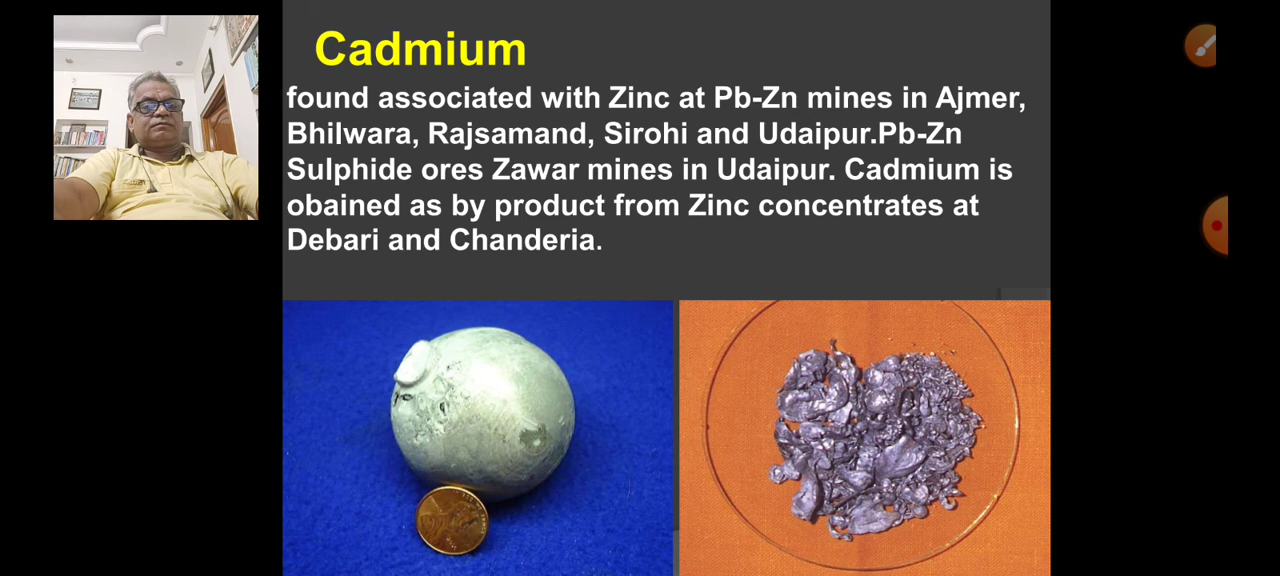 Cadmium
found associated with Zinc at Pb-Zn mines in Ajmer,
Bhilwara, Rajsamand, Sirohi and Udaipur.Pb-Zn
Sulphide ores Zawar mines in Udaipur. Cadmium is
obained as by product from Zinc concentrates at
Debari and Chanderia.